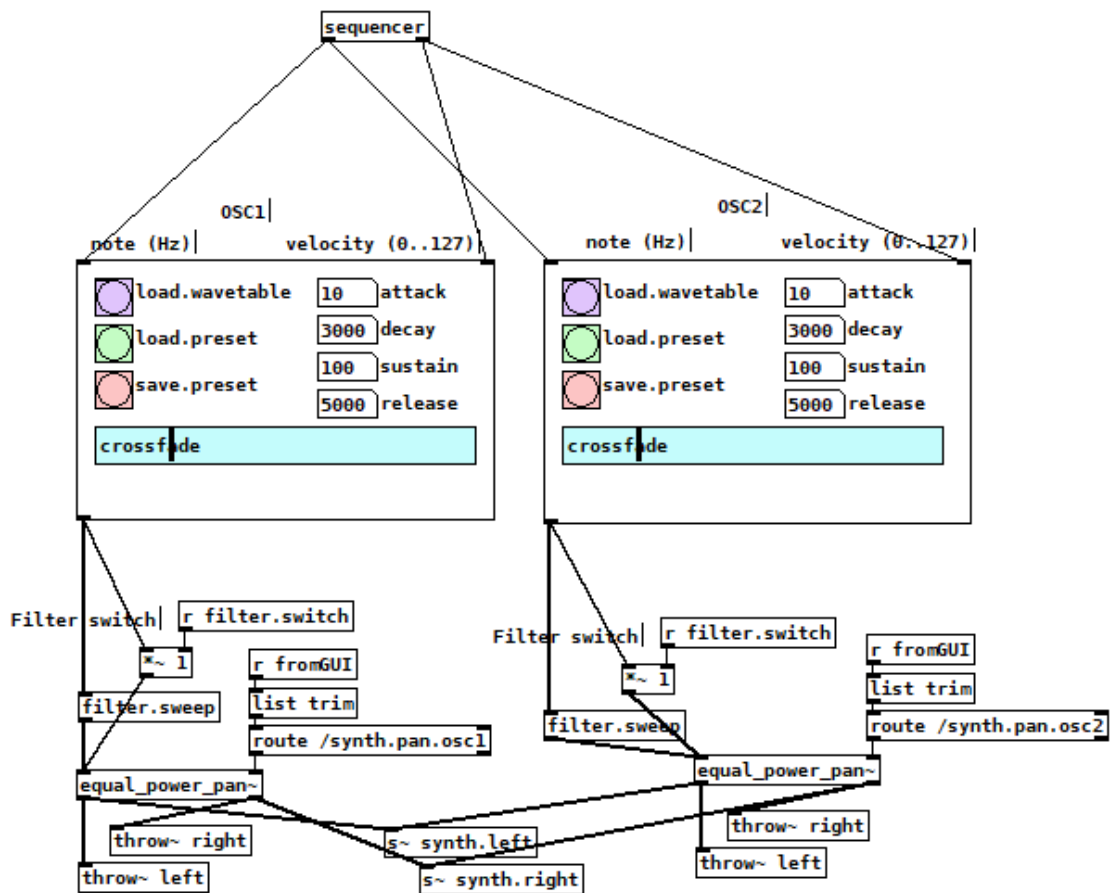 sequencer
OSC1
OSC2
note (Hz)
velocity (0..127)
note (Hz)
velocity (0..127)
load.wavetable
10
attack
load.preset
3000
decay
100
sustain
save.preset
5000
release
crossfade
load.wavetable
10
attack
load.preset
3000
decay
100
sustain
save.preset
5000
release
crossfade
Filter switch
r filter.switch
*~ 1
r fromGUI
list trim
filter.sweep
route /synth.pan.osc1
equal_power_pan~
throw~ right
throw~ left
s~ synth.left
s~ synth.right
Filter switch
r filter.switch
*~ 1
r fromGUI
list trim
filter.sweep
route /synth.pan.osc2
equal_power_pan~
throw~ right
throw~ left